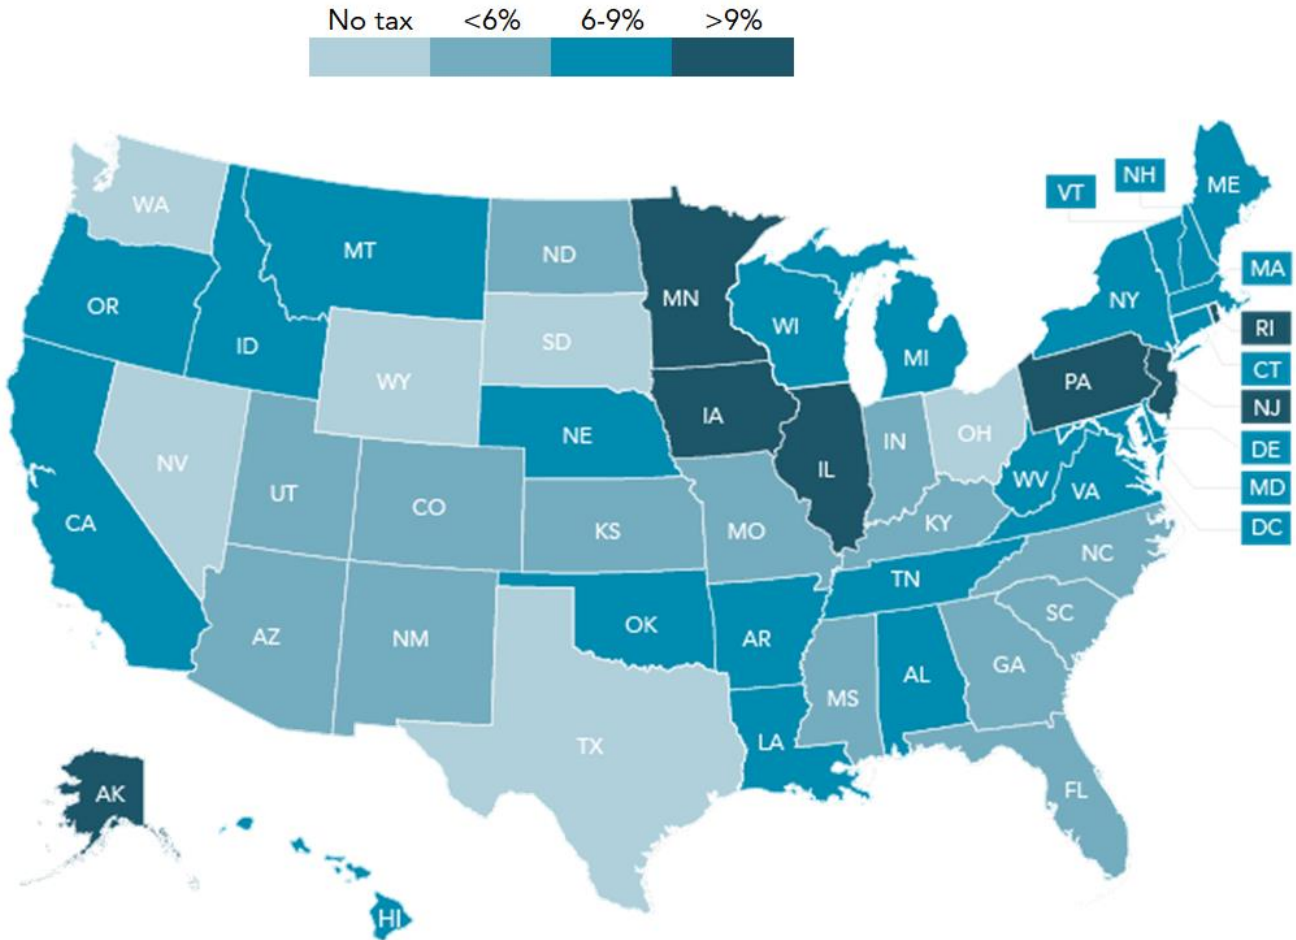 No tax <6% 6-9% >9%
NH
ME
VT
WA
MT
ND
MA
MN
NY
OR
WI
RI
SD
ID
MI
CT
WY
PA
NJ
IA
NE
OH
IN
DE
NV
IL
WV
MD
UT
VA
CO
CA
KY
DC
KS
MO
NC
TN
SC
OK
AZ
NM
AR
GA
AL
MS
LA
TX
FL
AK
HI